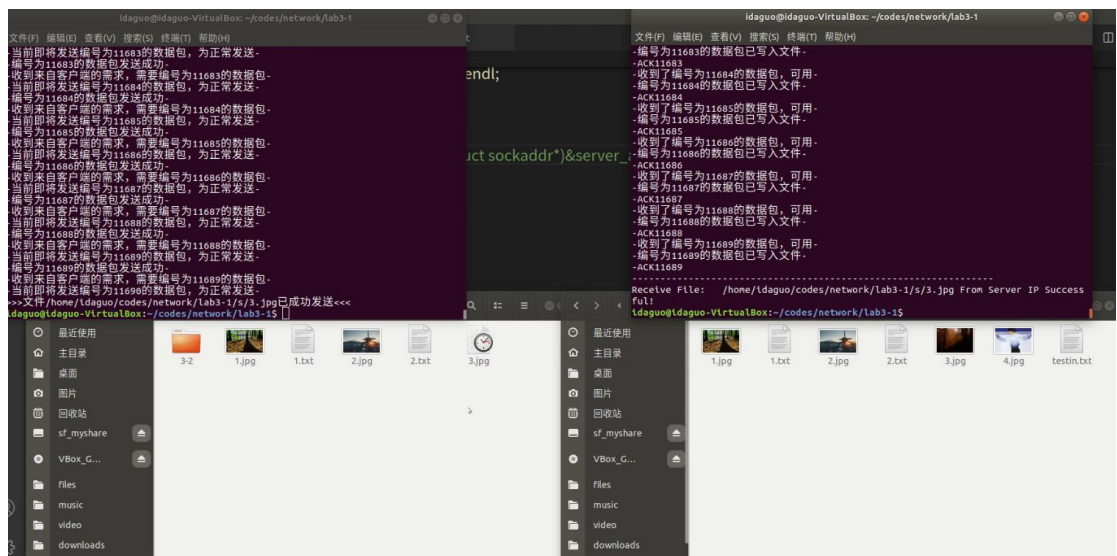 idaguo@idaguo-VirtualBox: ~/codes/network/lab3-1
文件(F) 编辑(E) 查看(V) 搜索(S) 终端(T) 帮助(H)
-当前即将发送编号为11683的数据包，为正常发送-
-编号为11683的数据包发送成功-
-收到来自客户端的需求，需要编号为11683的数据包-
-当前即将发送编号为11684的数据包，为正常发送-
-编号为11684的数据包发送成功-
-收到来自客户端的需求，需要编号为11684的数据包-
-当前即将发送编号为11685的数据包，为正常发送-
-编号为11685的数据包发送成功-
-收到来自客户端的需求，需要编号为11685的数据包-
-当前即将发送编号为11686的数据包，为正常发送-
-编号为11686的数据包发送成功-
-收到来自客户端的需求，需要编号为11686的数据包-
-当前即将发送编号为11687的数据包，为正常发送-
-编号为11687的数据包发送成功-
-收到来自客户端的需求，需要编号为11687的数据包-
-当前即将发送编号为11688的数据包，为正常发送-
-编号为11688的数据包发送成功-
-收到来自客户端的需求，需要编号为11688的数据包-
-当前即将发送编号为11689的数据包，为正常发送-
-编号为11689的数据包发送成功-
-收到来自客户端的需求，需要编号为11689的数据包-
-当前即将发送编号为11690的数据包，为正常发送-
>>>文件/home/idaguo/codes/network/lab3-1/s/3.jpg已成功发送<<<
idaguo@idaguo-VirtualBox:~/codes/network/lab3-1$
endl;
uct sockaddr*)&server_a
idaguo@idaguo-VirtualBox: ~/codes/network/lab3-1
文件(F) 编辑(E) 查看(V) 搜索(S) 终端(T) 帮助(H)
-编号为11683的数据包已写入文件-
-ACK11683
-收到了编号为11684的数据包，可用-
-编号为11684的数据包已写入文件-
-ACK11684
-收到了编号为11685的数据包，可用-
-编号为11685的数据包已写入文件-
-ACK11685
-收到了编号为11686的数据包，可用-
-编号为11686的数据包已写入文件-
-ACK11686
-收到了编号为11687的数据包，可用-
-编号为11687的数据包已写入文件-
-ACK11687
-收到了编号为11688的数据包，可用-
-编号为11688的数据包已写入文件-
-ACK11688
-收到了编号为11689的数据包，可用-
-编号为11689的数据包已写入文件-
-ACK11689
--------------------------------------------------------------------
Receive File: /home/idaguo/codes/network/lab3-1/s/3.jpg From Server IP Success
ful!
idaguo@idaguo-VirtualBox:~/codes/network/lab3-1$
最近使用
主目录
桌面
图片
回收站
sf_myshare
VBox_G...
files
music
video
downloads
3-2 1.jpg 1.txt 2.jpg 2.txt 3.jpg
最近使用
主目录
桌面
图片
回收站
sf_myshare
VBox_G...
files
music
video
downloads
1.jpg 1.txt 2.jpg 2.txt 3.jpg 4.jpg testin.txt